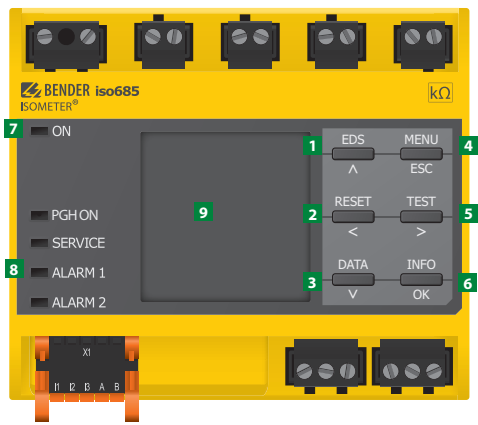 BENDER iso685
ISOMETER®
kΩ
7
ON
1
EDS
MENU
4
ESC
RESET
TEST
2
5
9
<
>
PGH ON
SERVICE
8
ALARM 1
ALARM 2
3
DATA
INFO
6
OK
X1
I1 I2 I3 A B